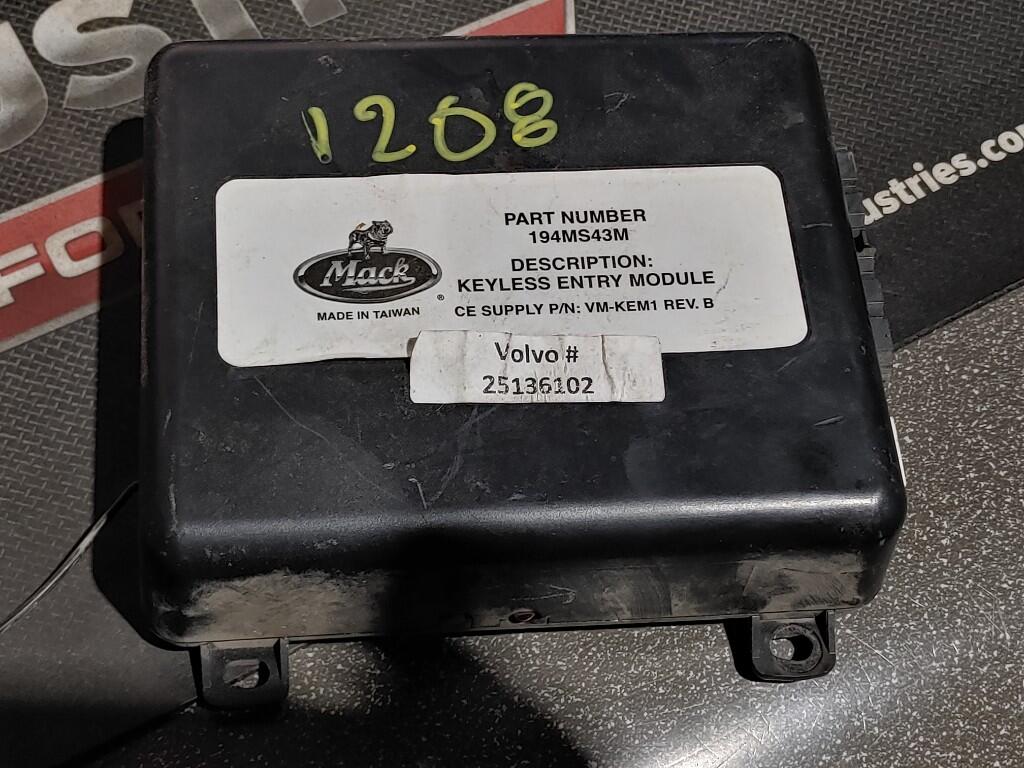 1208
PART NUMBER
194MS43M
DESCRIPTION:
KEYLESS ENTRY MODULE
CE SUPPLY P/N: VM-KEM1 REV. B
Mack
®
MADE IN TAIWAN
Volvo #
25136102
ustries.co